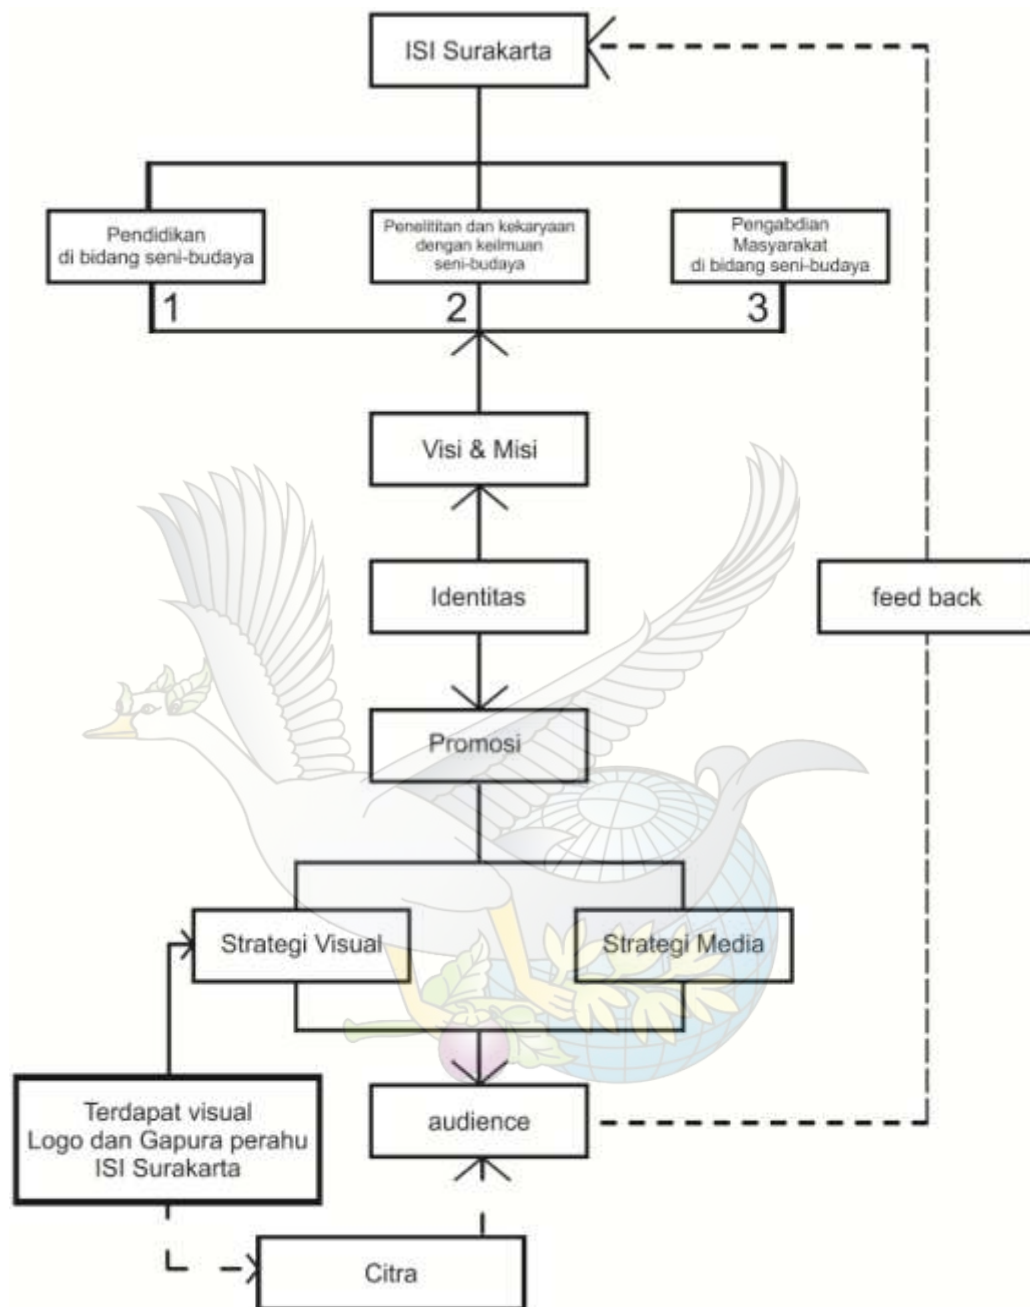 ISI Surakarta
Pendidikan
di bidang seni-budaya
Penelititan dan kekaryaan
dengan keilmuan
seni-budaya
Pengabdian
Masyarakat
di bidang seni-budaya
1
2
3
Visi & Misi
Identitas
feed back
Promosi
Strategi Visual
Strategi Media
Terdapat visual
Logo dan Gapura perahu
ISI Surakarta
audience
Citra